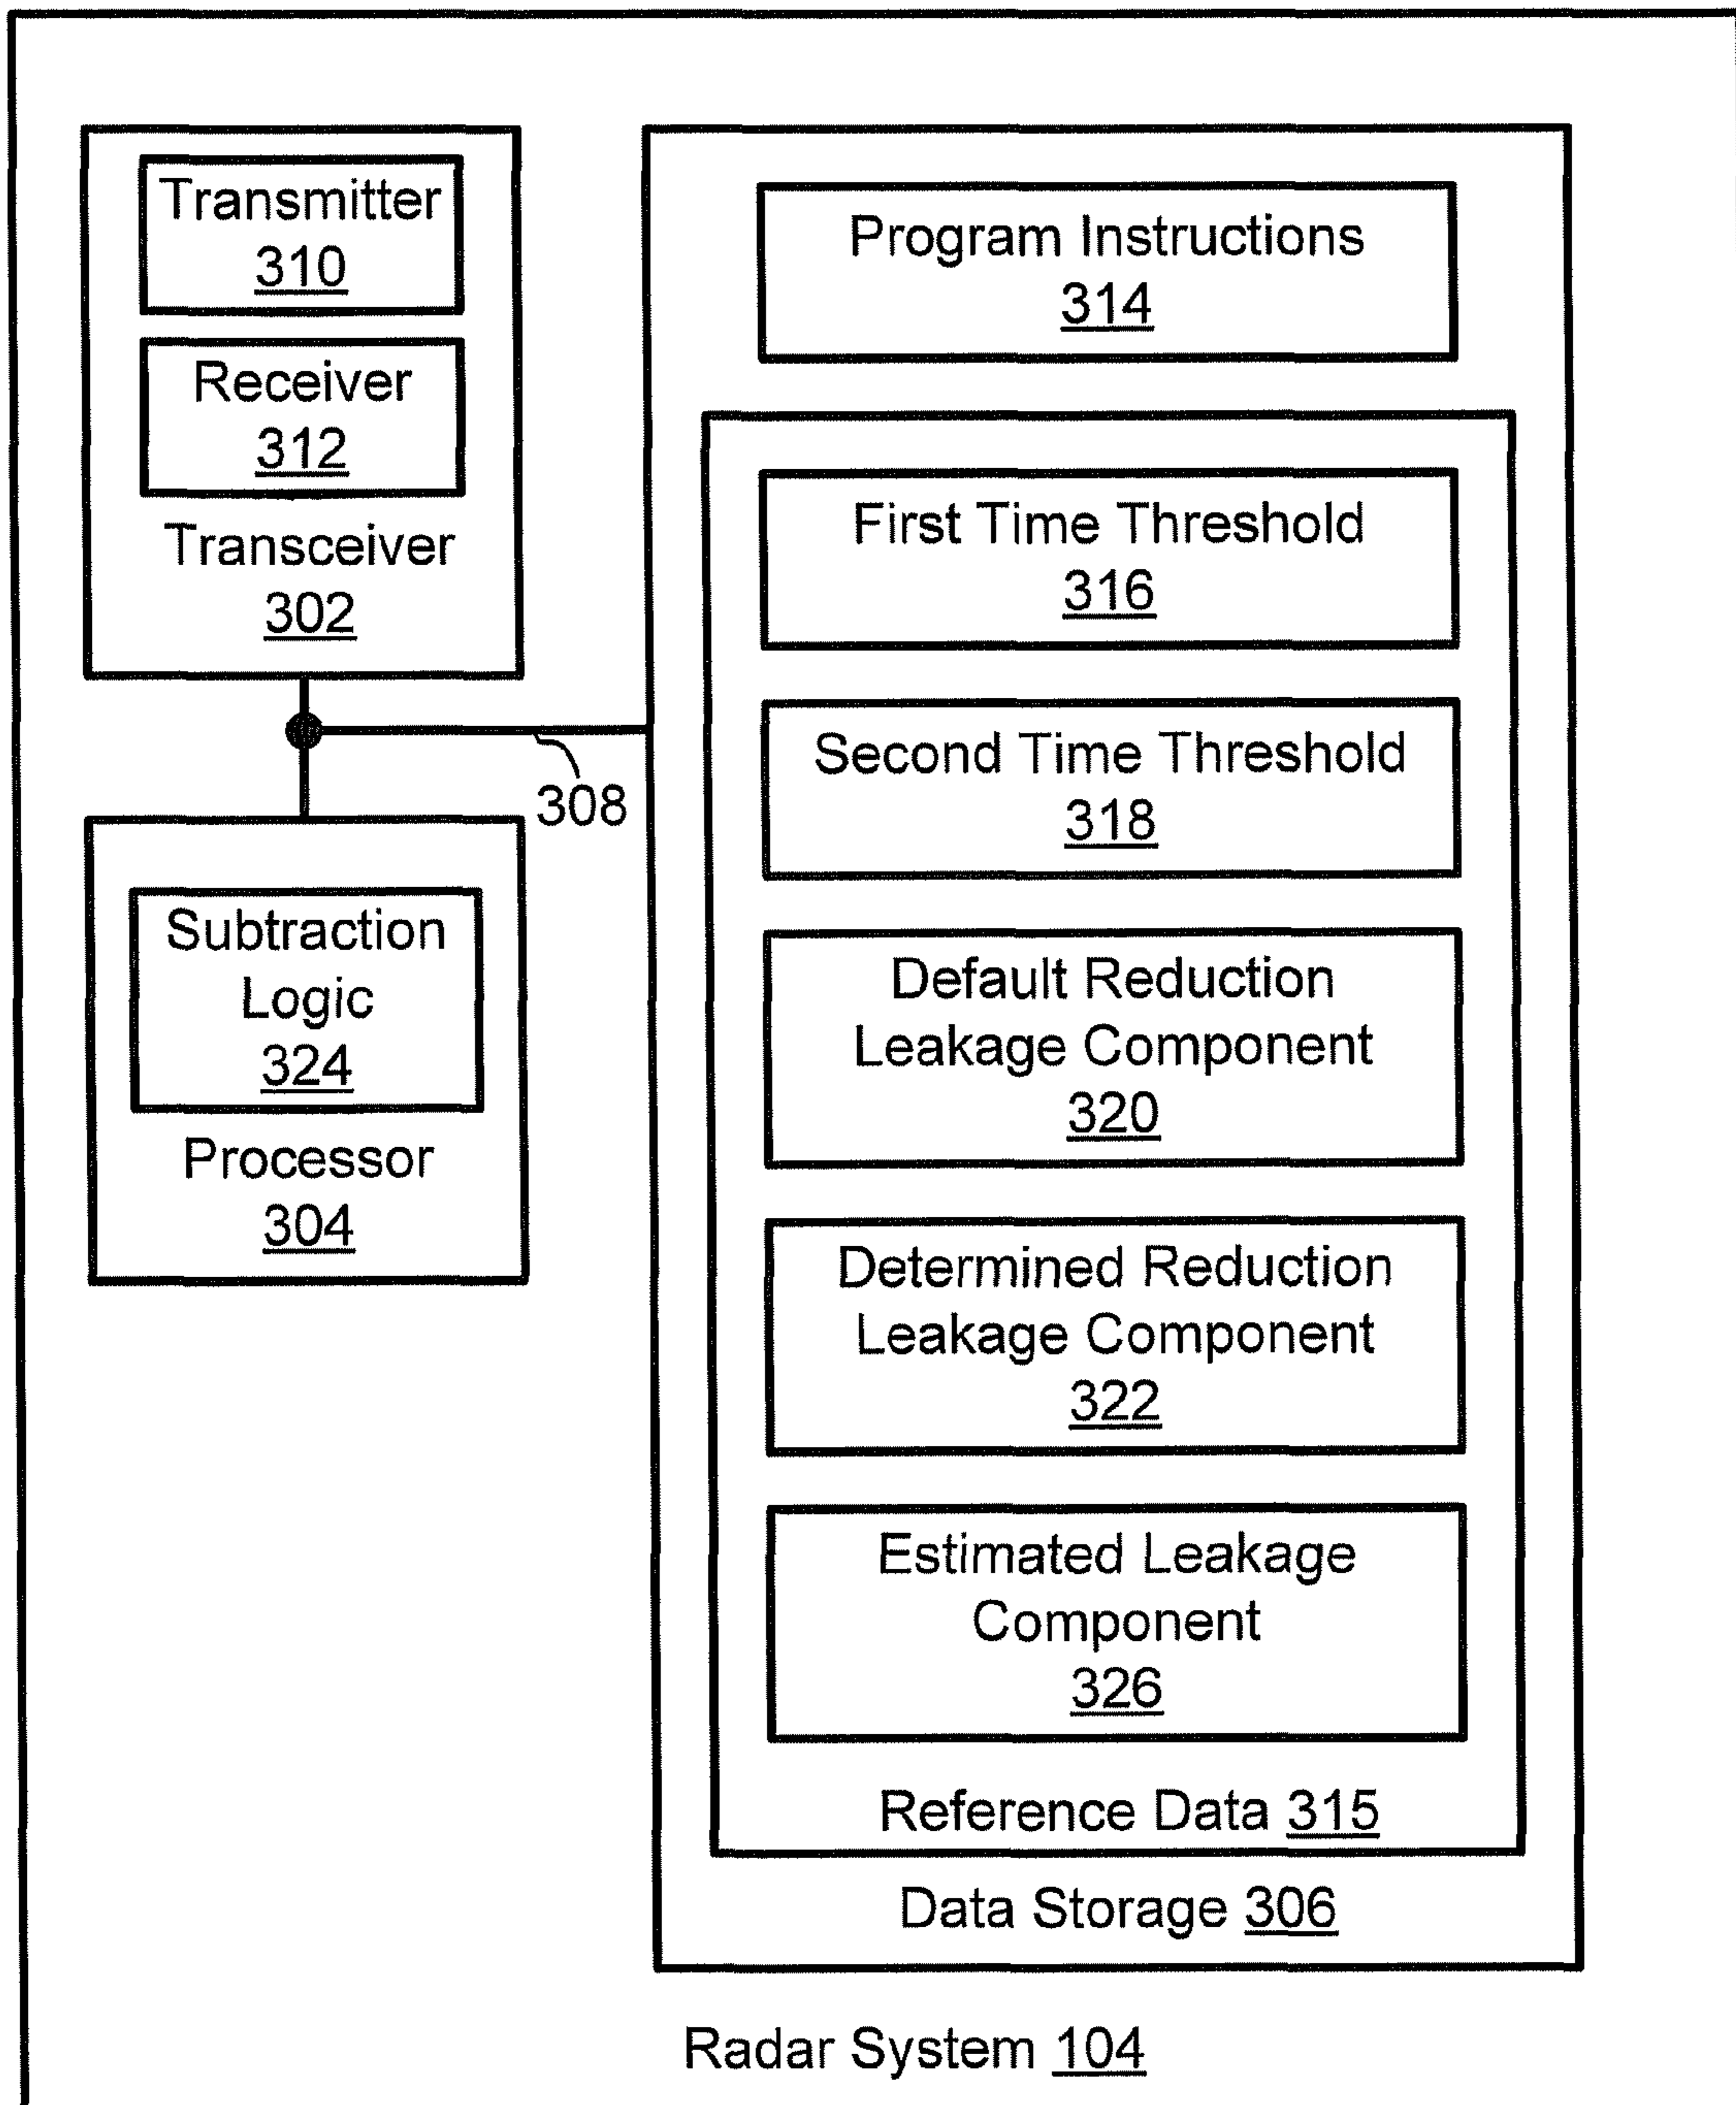 Transmitter
310
Receiver
312
Transceiver
302
308
Subtraction
Logic
324
Processor
304
Program Instructions
314
First Time Threshold
316
Second Time Threshold
318
Default Reduction
Leakage Component
320
Determined Reduction
Leakage Component
322
Estimated Leakage
Component
326
Reference Data 315
Data Storage 306
Radar System 104